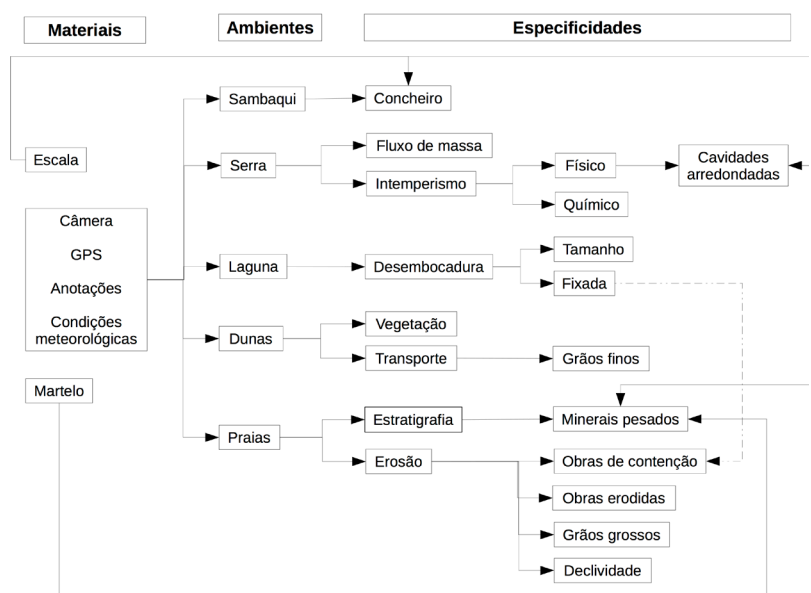 Materiais
Ambientes
Especificidades
Sambaqui
Concheiro
Escala
Serra
Fluxo de massa
Intemperismo
Físico
Químico
Cavidades
arredondadas
Câmera
GPS
Anotações
Condições
meteorológicas
Laguna
Desembocadura
Tamanho
Fixada
Dunas
Vegetação
Transporte
Grãos finos
Martelo
Praias
Estratigrafia
Minerais pesados
Erosão
Obras de contenção
Obras erodidas
Grãos grossos
Declividade